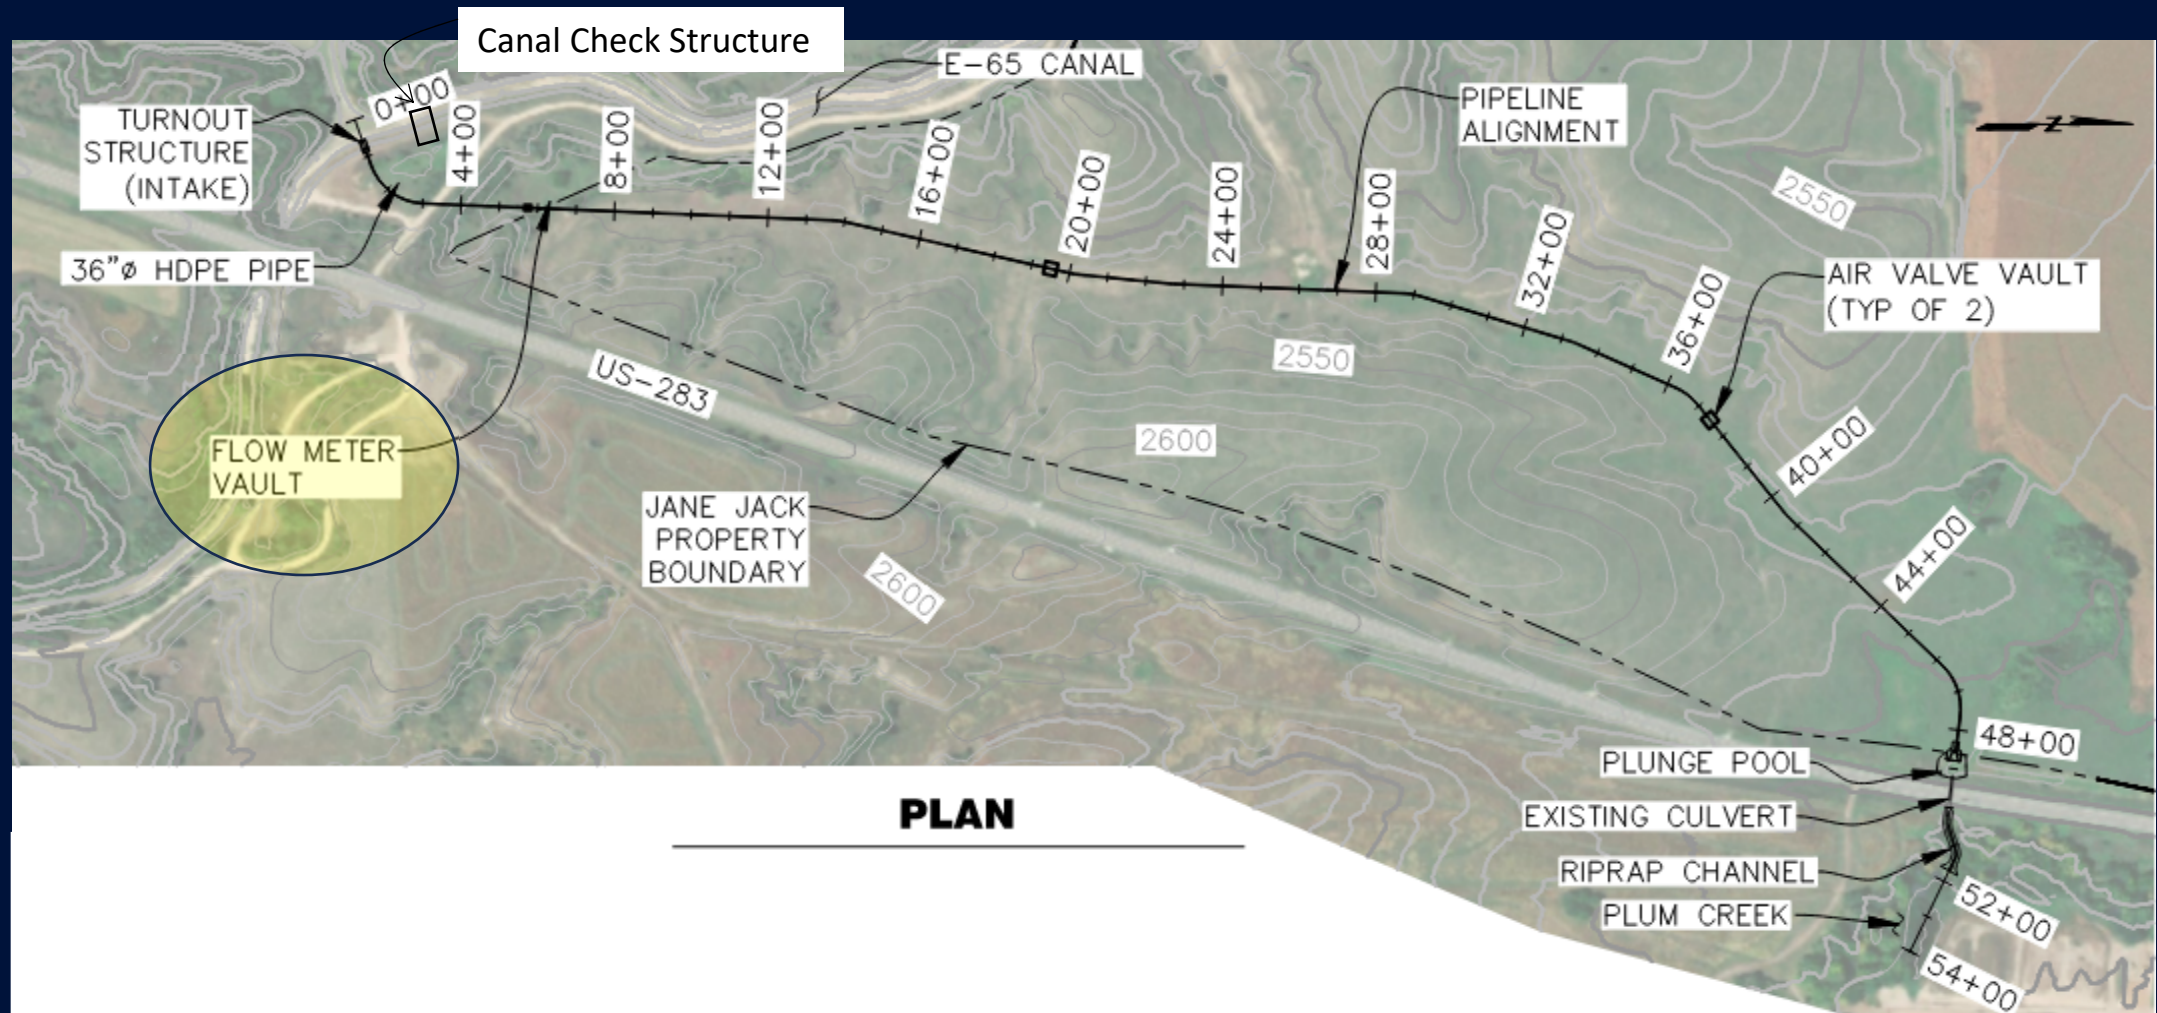 Canal Check Structure
E-65 CANAL
0+00
TURNOUT
STRUCTURE
(INTAKE)
4+00
8+00
12+00
16+00
20+00
24+00
28+00
32+00
36+00
40+00
44+00
48+00
52+00
54+00
PIPELINE
ALIGNMENT
Z
2550
36"ø HDPE PIPE
AIR VALVE VAULT
(TYP OF 2)
US-283
2550
2600
FLOW METER
VAULT
JANE JACK
PROPERTY
BOUNDARY
2600
PLUNGE POOL
EXISTING CULVERT
RIPRAP CHANNEL
PLUM CREEK
PLAN